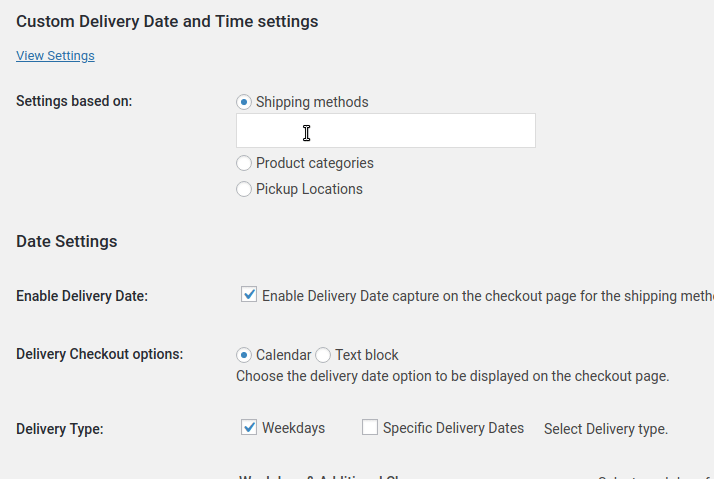 Custom Delivery Date and Time settings
View Settings
Settings based on:
Shipping methods
Product categories
Pickup Locations
Date Settings
Enable Delivery Date:
Enable Delivery Date capture on the checkout page for the shipping
Delivery Checkout options:
Calendar Text block
Choose the delivery date option to be displayed on the checkout page.
Delivery Type:
Weekdays Specific Delivery Dates Select Delivery type.